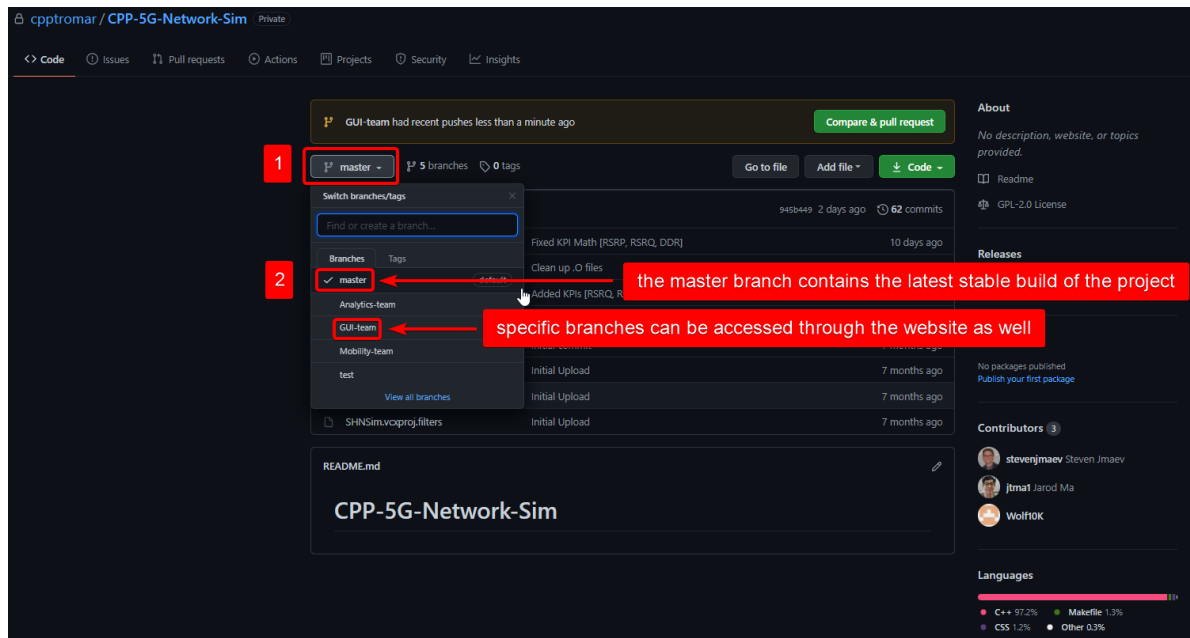 cpptromar / CPP-5G-Network-Sim Private
<> Code Issues Pull requests Actions Projects Security Insights
GUI-team had recent pushes less than a minute ago Compare & pull request
1
master 5 branches 0 tags Go to file Add file Code
Switch branches/tags
945b449 2 days ago 62 commits
Find or create a branch...
Fixed KPI Math [RSRP, RSRQ, DDR] 10 days ago
Branches Tags
Clean up .O files
2
master default
the master branch contains the latest stable build of the project
Added KPIs [RSRQ, R
Analytics-team
GUI-team
specific branches can be accessed through the website as well
Mobility-team
test
Initial Upload 7 months ago
View all branches
Initial Upload 7 months ago
SHNSim.vcxproj.filters Initial Upload 7 months ago
README.md
CPP-5G-Network-Sim
About
No description, website, or topics
provided.
Readme
GPL-2.0 License
Releases
No packages published
Publish your first package
Contributors 3
stevenjmaev Steven Jmaev
jtma1 Jarod Ma
Wolf10K
Languages
C++ 97.2% Makefile 1.3%
CSS 1.2% Other 0.3%